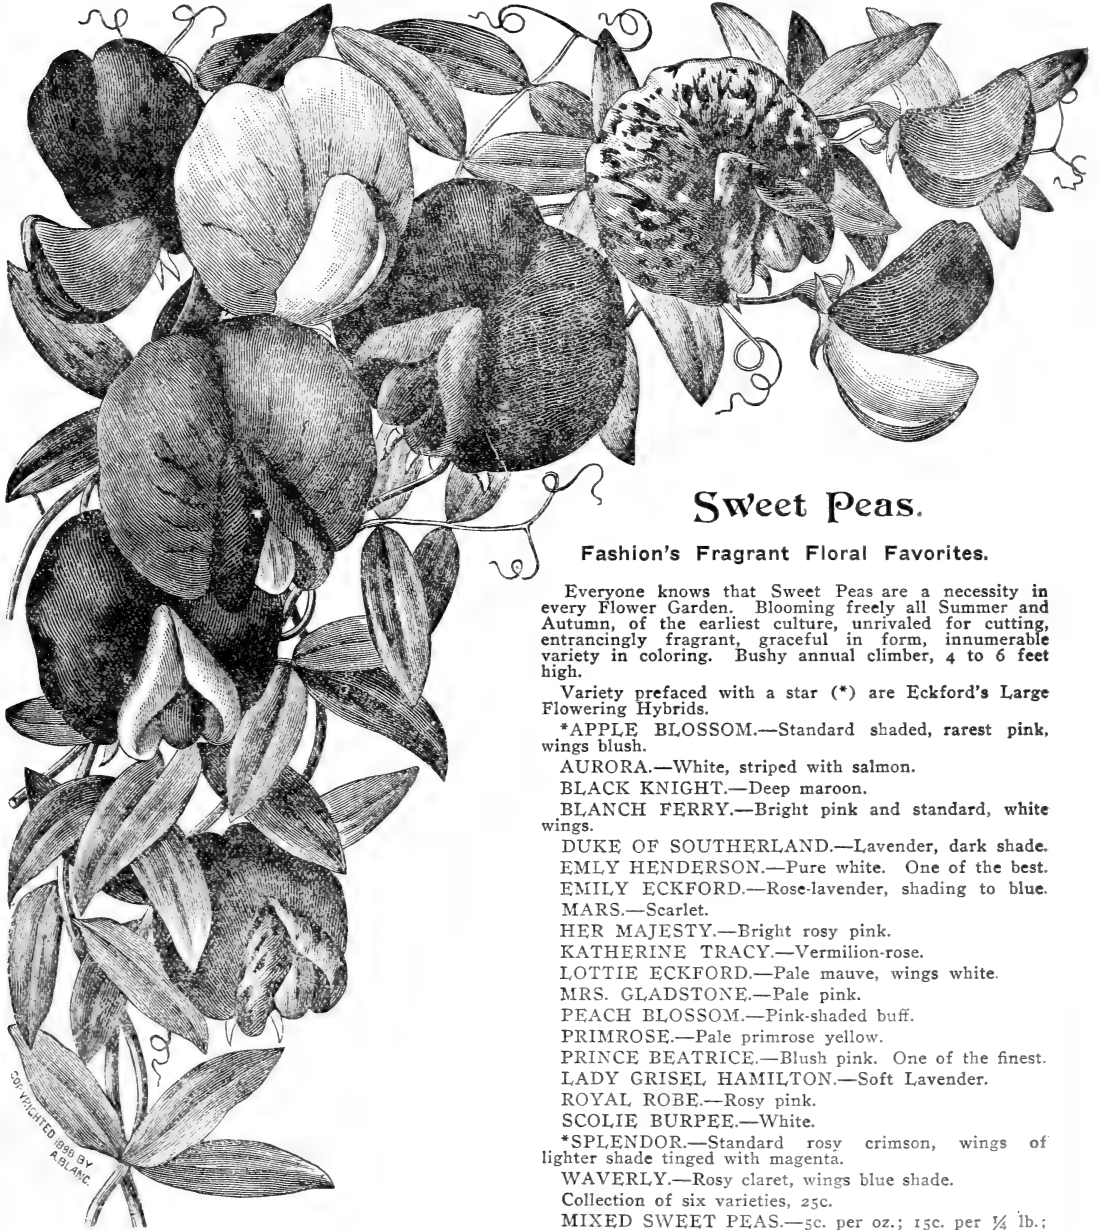 Sweet Peas.
Fashion's Fragrant Floral Favorites.
Everyone knows that Sweet Peas are a necessity in
every Flower Garden. Blooming freely all Summer and
Autumn, of the earliest culture, unrivaled for cutting,
entrancingly fragrant, graceful in form, innumerable
variety in coloring. Bushy annual climber, 4 to 6 feet
high.
Variety prefaced with a star (*) are Eckford's Large
Flowering Hybrids.
*APPLE BLOSSOM.—Standard shaded, rarest pink,
wings blush.
AURORA.—White, striped with salmon.
BLACK KNIGHT.—Deep maroon.
BLANCH FERRY.—Bright pink and standard, white
wings.
DUKE OF SOUTHERLAND.—Lavender, dark shade.
EMLY HENDERSON.—Pure white. One of the best.
EMILY ECKFORD.—Rose-lavender, shading to blue.
MARS.—Scarlet.
HER MAJESTY.—Bright rosy pink.
KATHERINE TRACY.—Vermilion-rose.
LOTTIE ECKFORD.—Pale mauve, wings white.
MRS. GLADSTONE.—Pale pink.
PEACH BLOSSOM.—Pink-shaded buff.
PRIMROSE.—Pale primrose yellow.
PRINCE BEATRICE.—Blush pink. One of the finest.
LADY GRISEL HAMILTON.—Soft Lavender.
ROYAL ROBE.—Rosy pink.
SCOLIE BURPEE.—White.
*SPLENDOR.—Standard rosy crimson, wings of
lighter shade tinged with magenta.
WAVERLY.—Rosy claret, wings blue shade.
Collection of six varieties, 25c.
MIXED SWEET PEAS.—5c. per oz.; 15c. per ¼ lb.;
COPYRIGHTED 1898 BY
A.BLANC.